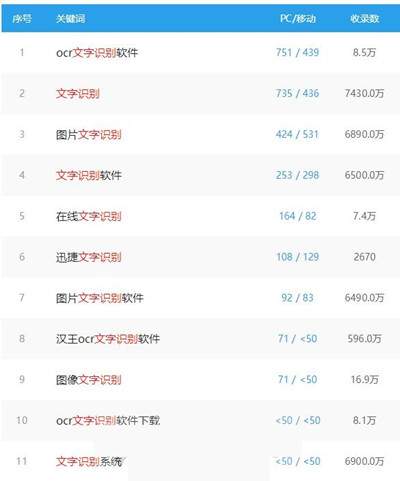 序号 关键词 PC/移动 收录数
1 ocr文字识别软件 751 / 439 8.5万
2 文字识别 735 / 436 7430.0万
3 图片文字识别 424 / 531 6890.0万
4 文字识别软件 253 / 298 6500.0万
5 在线文字识别 164 / 82 7.4万
6 迅捷文字识别 108 / 129 2670
7 图片文字识别软件 92 / 83 6490.0万
8 汉王ocr文字识别软件 71 / <50 596.0万
9 图像文字识别 71 / <50 16.9万
10 ocr文字识别软件下载 <50 / <50 8.1万
11 文字识别系统 <50 / <50 6900.0万